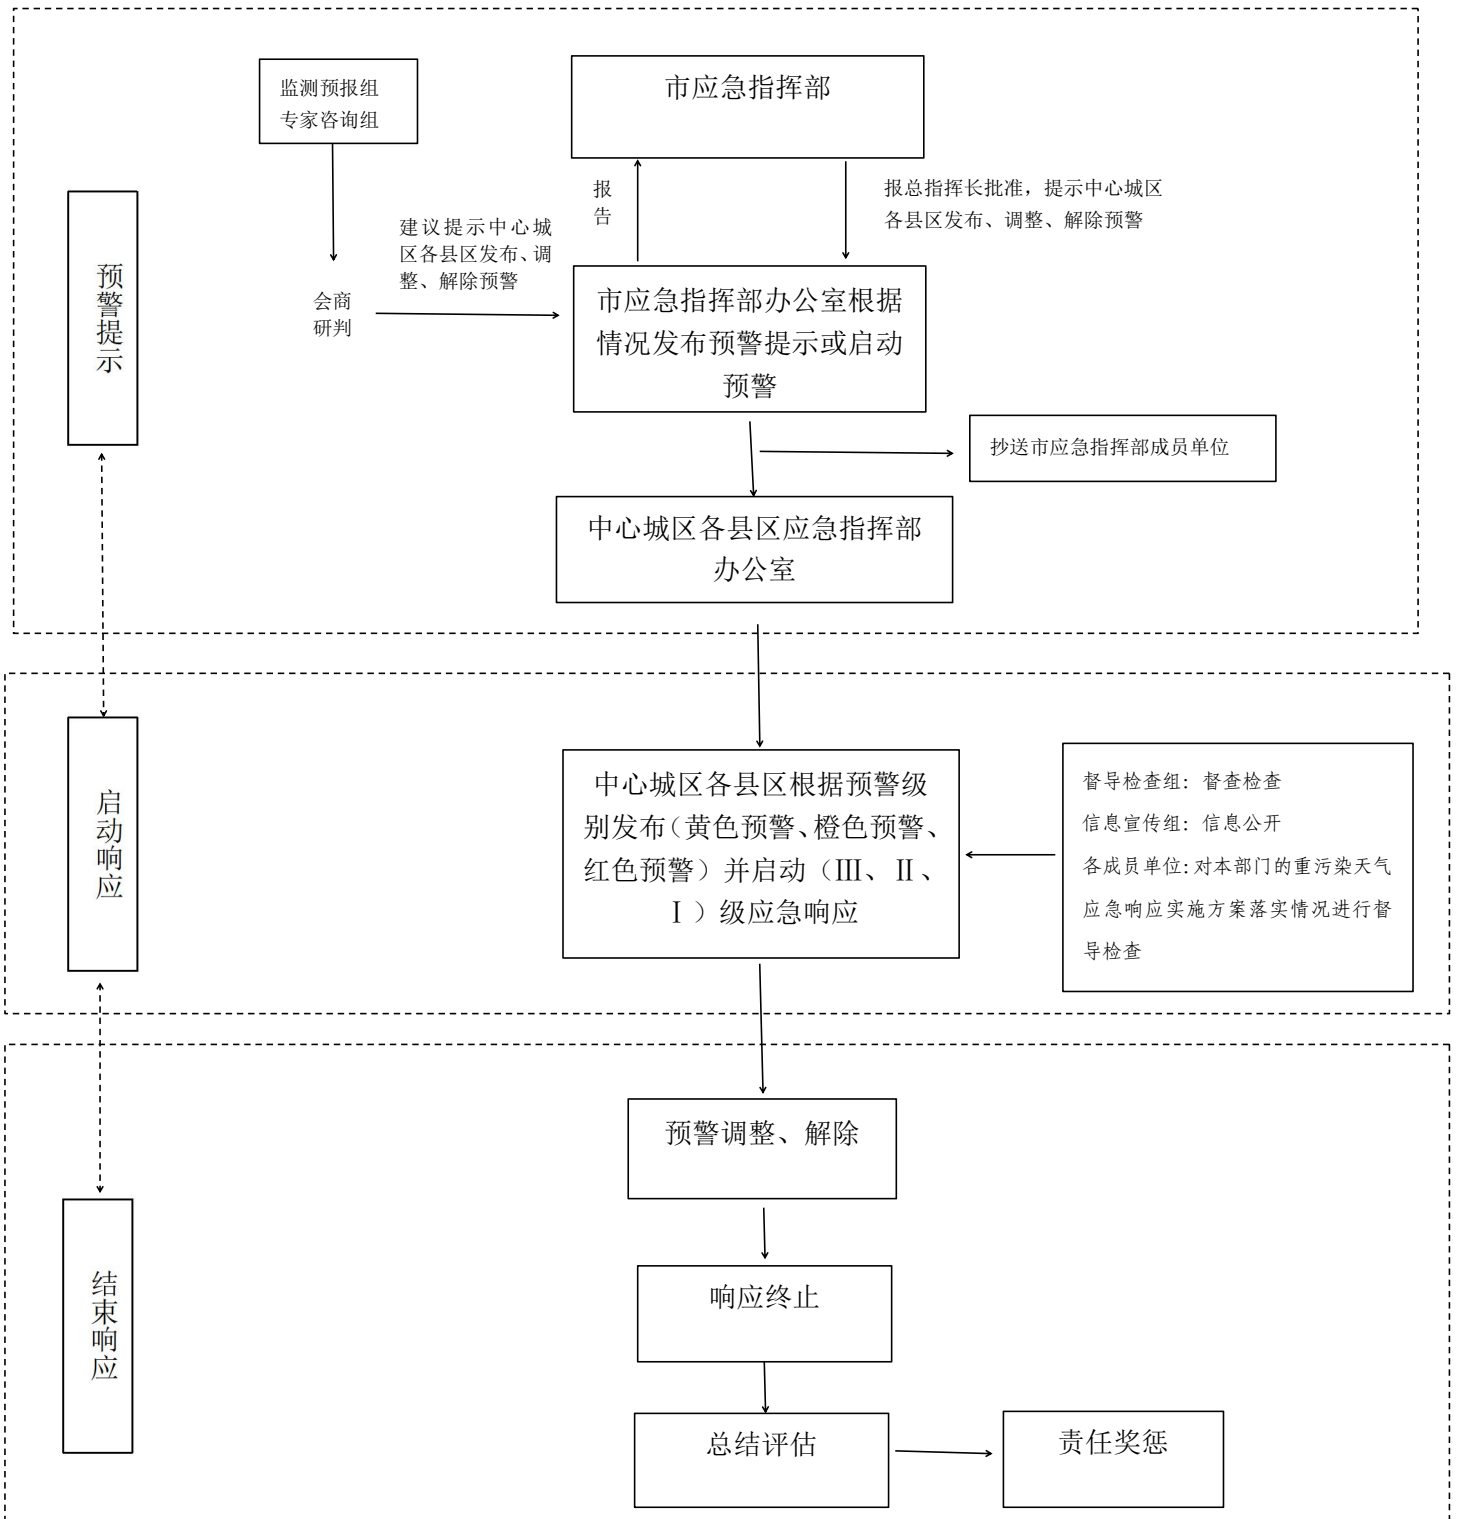 监测预报组
专家咨询组
市应急指挥部
报
告
报总指挥长批准，提示中心城区
各县区发布、调整、解除预警
建议提示中心城
区各县区发布、调
整、解除预警
预警提示
会商
研判
市应急指挥部办公室根据
情况发布预警提示或启动
预警
抄送市应急指挥部成员单位
中心城区各县区应急指挥部
办公室
启动响应
中心城区各县区根据预警级
别发布（黄色预警、橙色预警、
红色预警）并启动（Ⅲ、Ⅱ、
Ⅰ）级应急响应
督导检查组：督查检查
信息宣传组：信息公开
各成员单位：对本部门的重污染天气
应急响应实施方案落实情况进行督
导检查
预警调整、解除
结束响应
响应终止
总结评估
责任奖惩